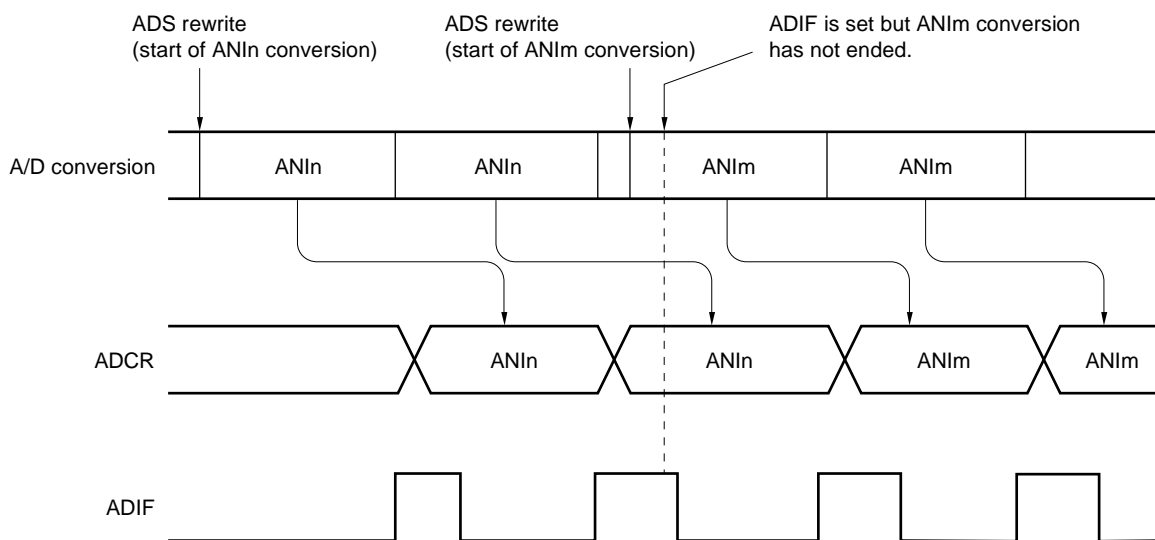 ADS rewrite
(start of ANIn conversion)
ADS rewrite
(start of ANIm conversion)
ADIF is set but ANIm conversion
has not ended.
A/D conversion
ANIn
ANIn
ANIm
ANIm
ADCR
ANIn
ANIn
ANIm
ANIm
ADIF